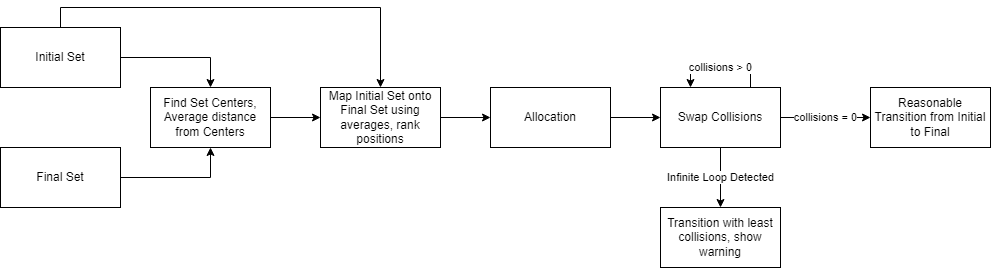 Initial Set
Final Set
Find Set Centers,
Average distance
from Centers
Map Initial Set onto
Final Set using
averages, rank
positions
Allocation
collisions > 0
Swap Collisions
collisions = 0
Reasonable
Transition from Initial
to Final
Infinite Loop Detected
Transition with least
collisions, show
warning